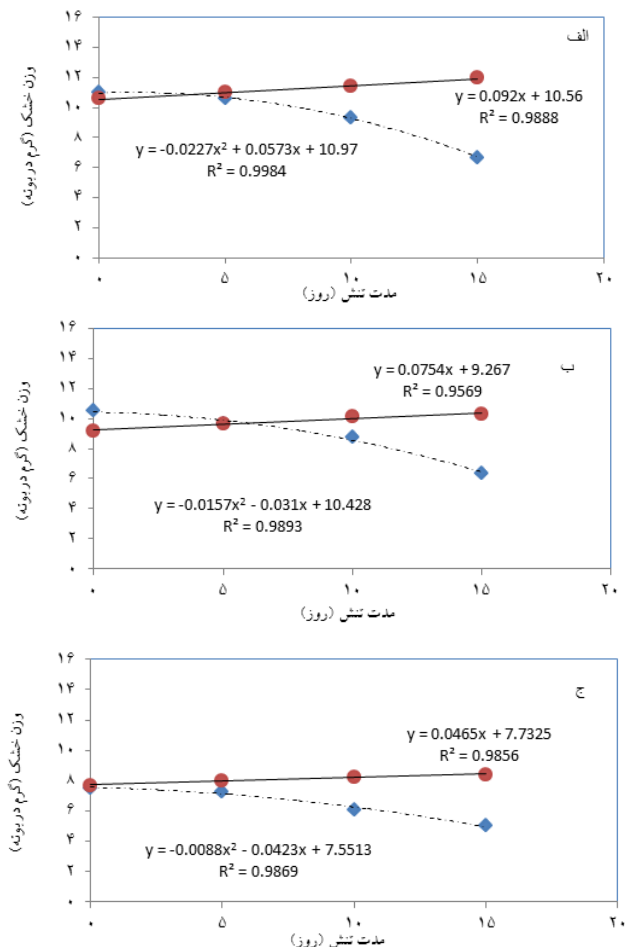 الف
وزن خشک (گرم در بوته)
۱۶
۱۴
۱۲
۱۰
۸
۶
۴
۲
۰
y = 0.092x + 10.56
R² = 0.9888
y = -0.0227x² + 0.0573x + 10.97
R² = 0.9984
۰ ۵ ۱۰ ۱۵ ۲۰
مدت تنش (روز)
ب
وزن خشک (گرم در بوته)
۱۶
۱۴
۱۲
۱۰
۸
۶
۴
۲
۰
y = 0.0754x + 9.267
R² = 0.9569
y = -0.0157x² - 0.031x + 10.428
R² = 0.9893
۰ ۵ ۱۰ ۱۵ ۲۰
مدت تنش (روز)
ج
وزن خشک (گرم در بوته)
۱۶
۱۴
۱۲
۱۰
۸
۶
۴
۲
۰
y = 0.0465x + 7.7325
R² = 0.9856
y = -0.0088x² - 0.0423x + 7.5513
R² = 0.9869
۰ ۵ ۱۰ ۱۵ ۲۰
مدت تنش (روز)